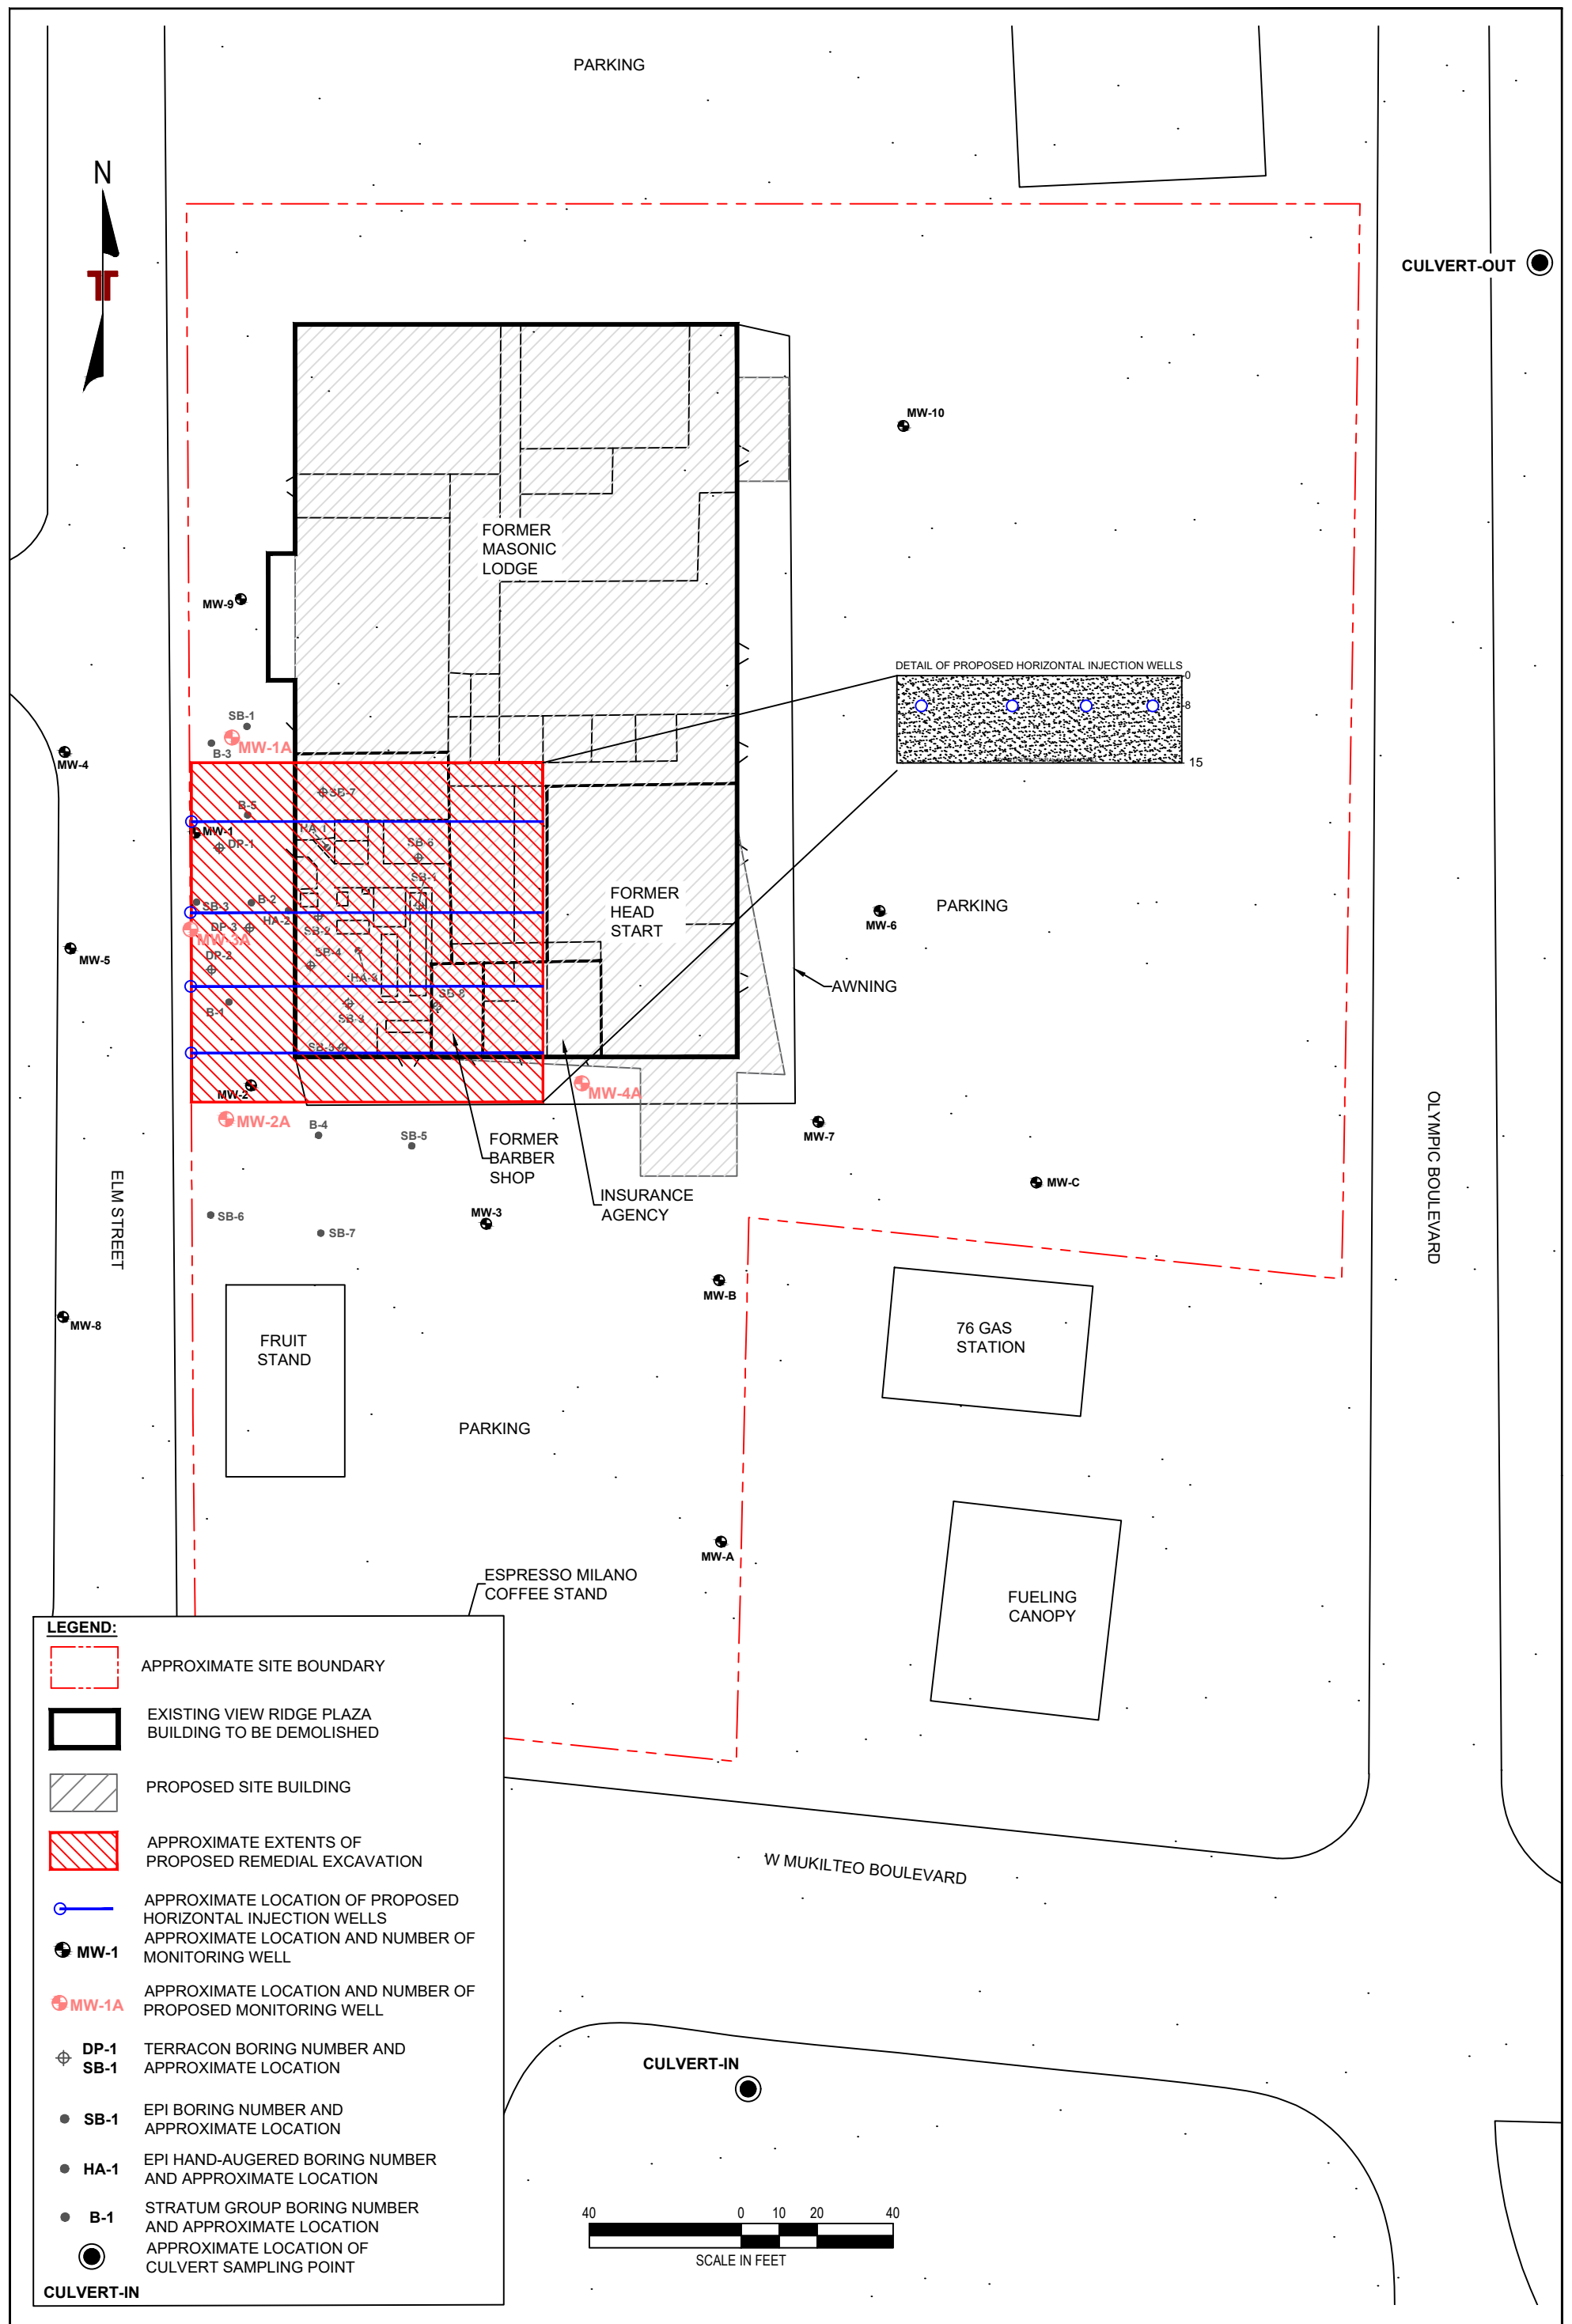 PARKING
N
CULVERT-OUT
MW-10
FORMER
MASONIC
LODGE
MW-9
DETAIL OF PROPOSED HORIZONTAL INJECTION WELLS
0
8
15
SB-1
B-3
MW-1A
MW-4
SB-7
B-5
MW-1
DP-1
HA-1
SB-6
SB-1
FORMER
HEAD
START
PARKING
MW-6
SB-3
B-2
HA-2
DP-3
SB-2
MW-3A
MW-5
DP-2
SB-4
HA-3
AWNING
B-1
SB-3
SB-8
SB-5
MW-2
MW-4A
MW-2A
B-4
SB-5
MW-7
FORMER
BARBER
SHOP
INSURANCE
AGENCY
MW-C
ELM STREET
OLYMPIC BOULEVARD
SB-6
SB-7
MW-3
MW-B
MW-8
FRUIT
STAND
76 GAS
STATION
PARKING
MW-A
ESPRESSO MILANO
COFFEE STAND
FUELING
CANOPY
W MUKILTEO BOULEVARD
CULVERT-IN
LEGEND:
APPROXIMATE SITE BOUNDARY
EXISTING VIEW RIDGE PLAZA
BUILDING TO BE DEMOLISHED
PROPOSED SITE BUILDING
APPROXIMATE EXTENTS OF
PROPOSED REMEDIAL EXCAVATION
APPROXIMATE LOCATION OF PROPOSED
HORIZONTAL INJECTION WELLS
MW-1 APPROXIMATE LOCATION AND NUMBER OF
MONITORING WELL
MW-1A APPROXIMATE LOCATION AND NUMBER OF
PROPOSED MONITORING WELL
DP-1 TERRACON BORING NUMBER AND
SB-1 APPROXIMATE LOCATION
SB-1 EPI BORING NUMBER AND
APPROXIMATE LOCATION
HA-1 EPI HAND-AUGERED BORING NUMBER
AND APPROXIMATE LOCATION
B-1 STRATUM GROUP BORING NUMBER
AND APPROXIMATE LOCATION
APPROXIMATE LOCATION OF
CULVERT SAMPLING POINT
CULVERT-IN
40 0 10 20 40
SCALE IN FEET